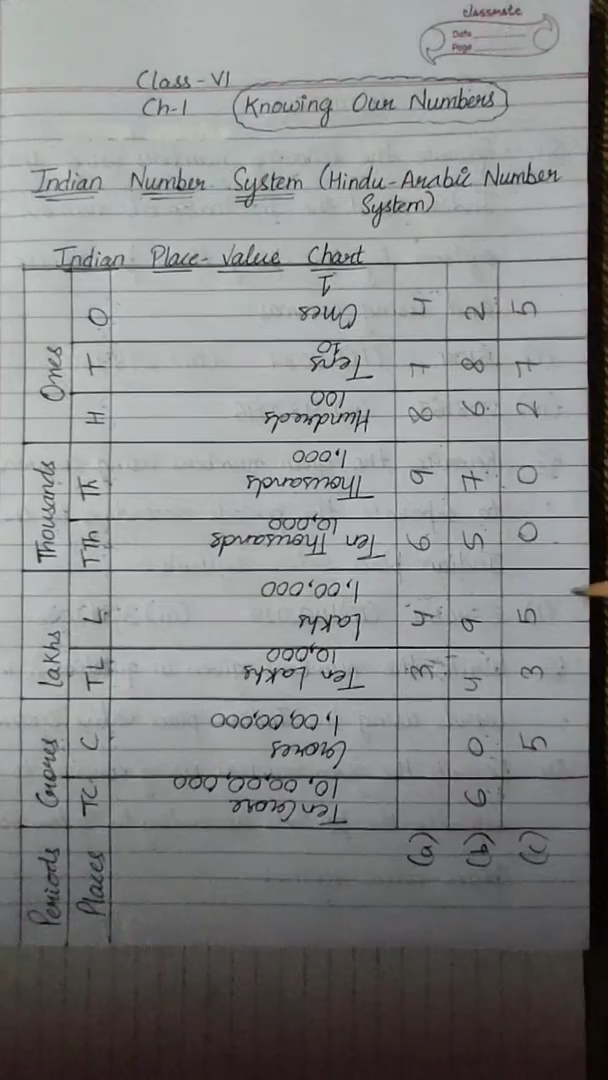 classmate
Date
Page
Class-VI
Ch-1 Knowing Our Numbers
Indian Number System (Hindu-Arabic Number
System)
Indian Place-Value Chart
Periods Crores Lakhs Thousands Ones
Places TC C TL L TTh Th H T O
Ten Crore Crores Ten Lakhs Lakhs Ten Thousands Thousands Hundreds Tens Ones
10,00,00,000 1,00,00,000 10,000 1,00,000 10,000 1,000 100 10 1
(a) 3 8 7 4
(b) 6 0 4 9 5 7 6 8 2
(c) 5 3 5 0 0 2 7 5